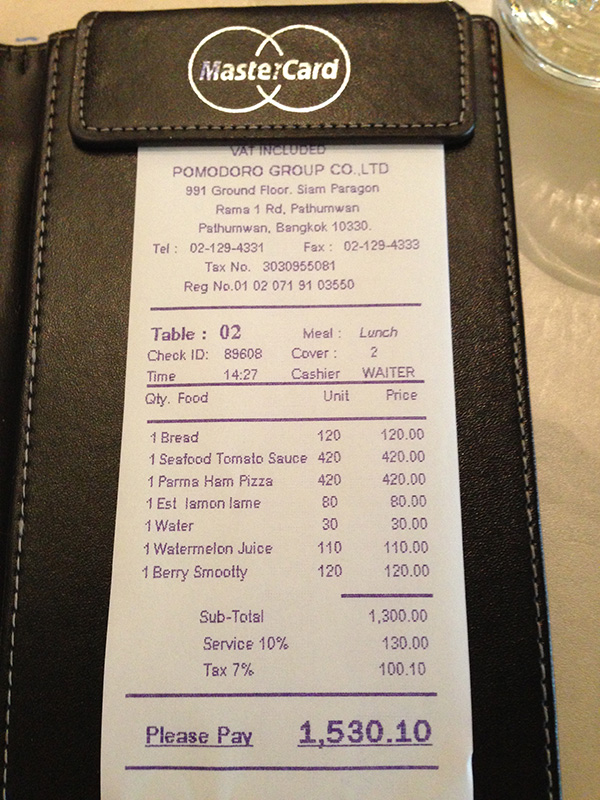 MasterCard
VAT INCLUDED
POMODORO GROUP CO.,LTD
991 Ground Floor. Siam Paragon
Rama 1 Rd, Pathumwan
Pathumwan, Bangkok 10330.
Tel : 02-129-4331 Fax : 02-129-4333
Tax No. 3030955081
Reg No.01 02 071 91 03550
Table : 02 Meal : Lunch
Check ID: 89608 Cover : 2
Time 14:27 Cashier WAITER
Qty. Food Unit Price
1 Bread 120 120.00
1 Seafood Tomato Sauce 420 420.00
1 Parma Ham Pizza 420 420.00
1 Est lamon lame 80 80.00
1 Water 30 30.00
1 Watermelon Juice 110 110.00
1 Berry Smootty 120 120.00
Sub-Total 1,300.00
Service 10% 130.00
Tax 7% 100.10
Please Pay 1,530.10